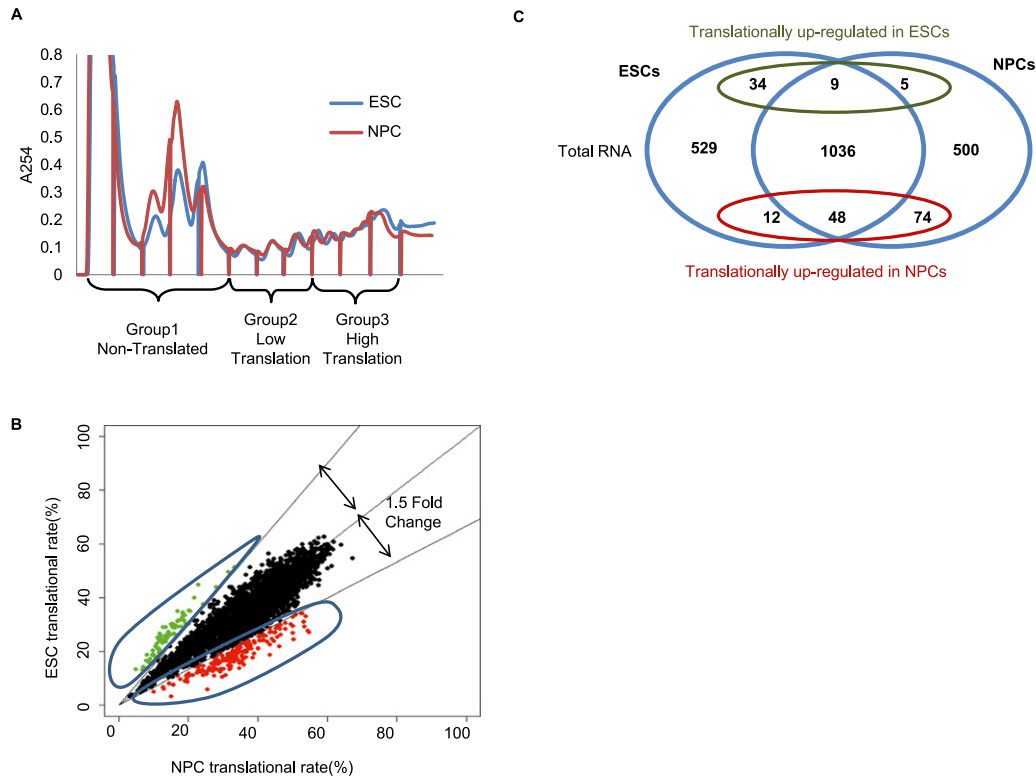 A
0.8
0.7
0.6
0.5
0.4
0.3
0.2
0.1
0
A254
ESC
NPC
Group1
Non-Translated
Group2
Low
Translation
Group3
High
Translation
B
100
80
60
40
20
0
ESC translational rate(%)
1.5 Fold
Change
0
20
40
60
80
100
NPC translational rate(%)
C
Translationally up-regulated in ESCs
ESCs
NPCs
34
9
5
Total RNA
529
1036
500
12
48
74
Translationally up-regulated in NPCs